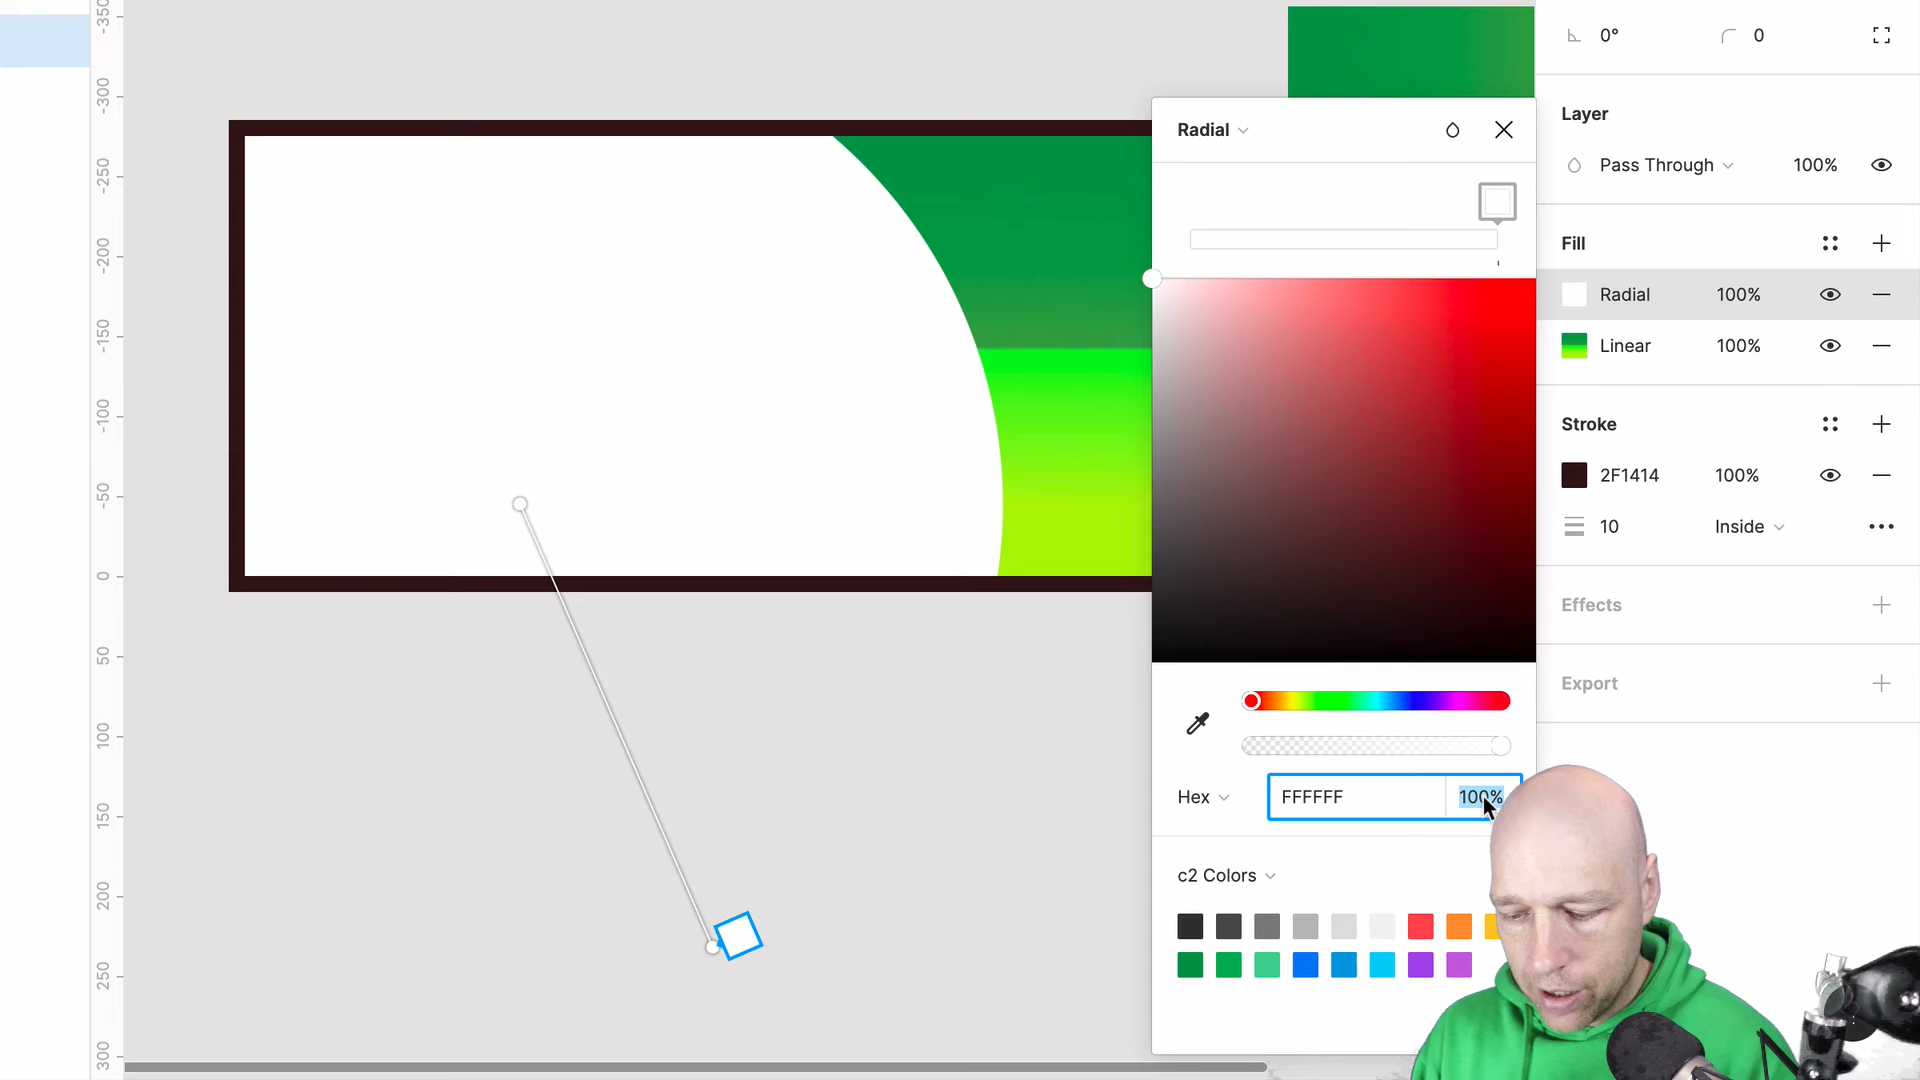 -350
-300
-250
-200
-150
-100
-50
0
50
100
150
200
250
300
Radial
Hex
FFFFFF
100%
c2 Colors
0°
0
Layer
Pass Through
100%
Fill
Radial
100%
Linear
100%
Stroke
2F1414
100%
10
Inside
Effects
Export